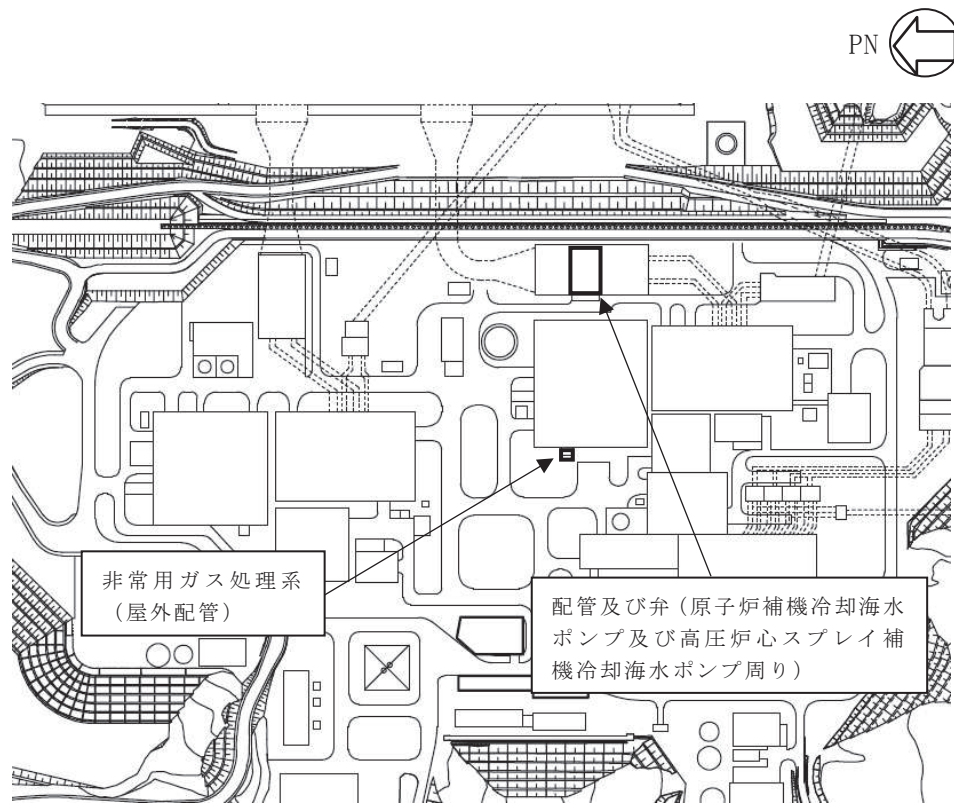 PN
非常用ガス処理系
（屋外配管）
配管及び弁（原子炉補機冷却海水
ポンプ及び高圧炉心スプレイ補
機冷却海水ポンプ周り）